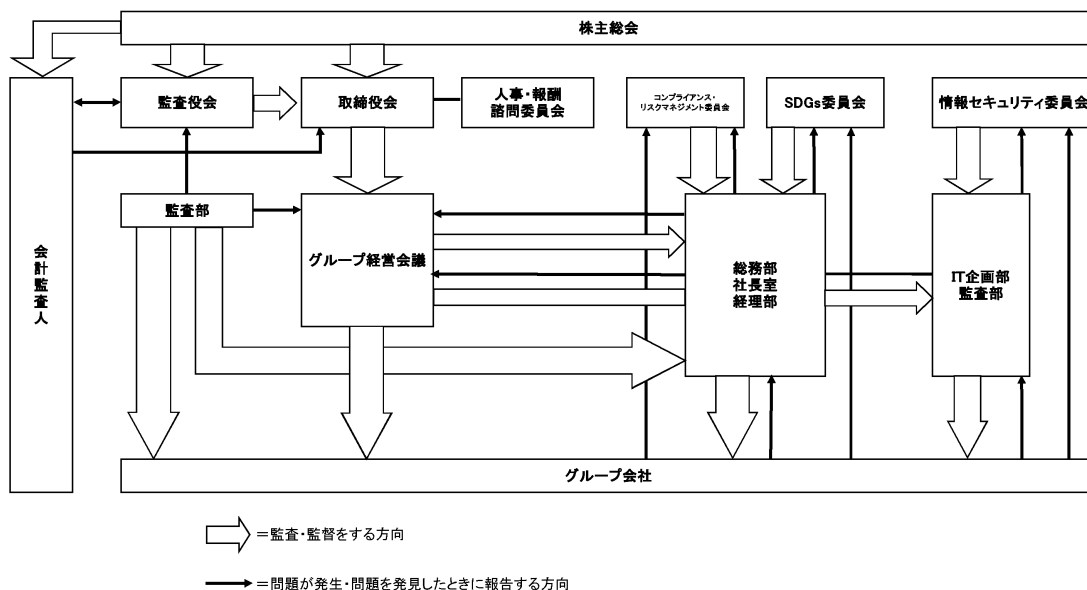 株主総会
監査役会
取締役会
人事・報酬
諮問委員会
コンプライアンス・
リスクマネジメント委員会
SDGs委員会
情報セキュリティ委員会
監査部
会計監査人
グループ経営会議
総務部
社長室
経理部
IT企画部
監査部
グループ会社
＝監査・監督をする方向
＝問題が発生・問題を発見したときに報告する方向